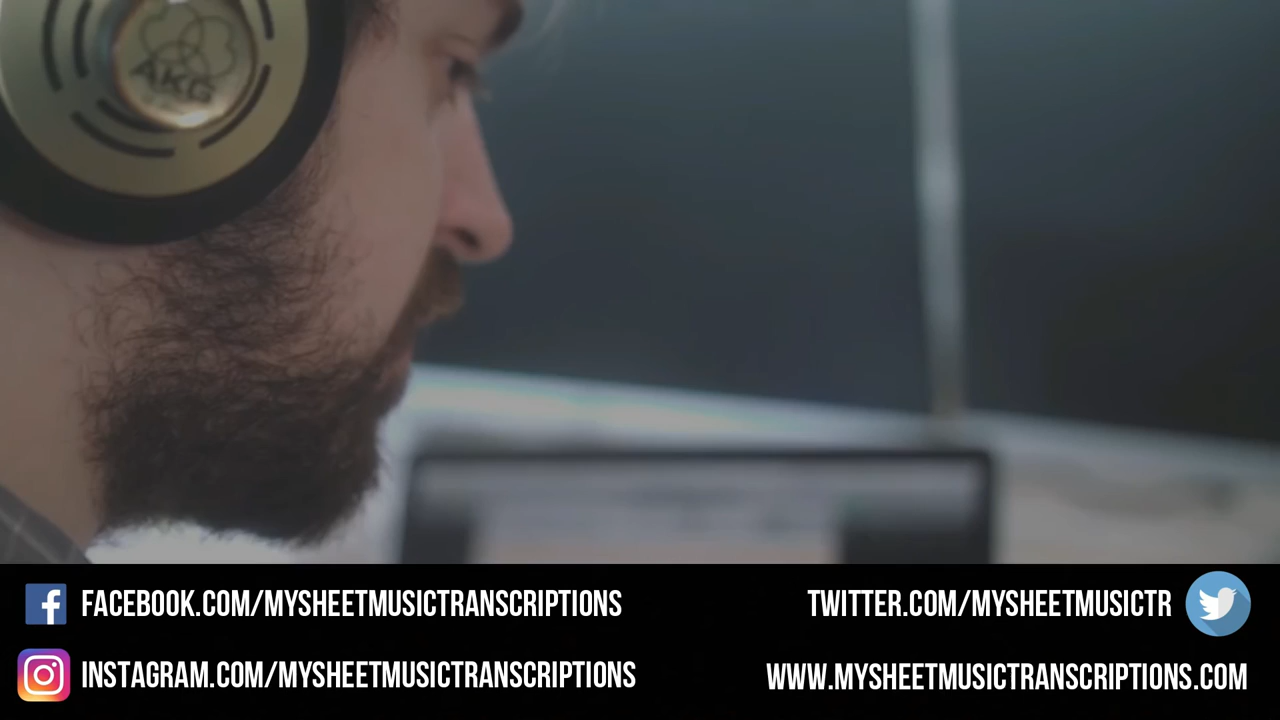 AKG
FACEBOOK.COM/MYSHEETMUSICTRANSCRIPTIONS
TWITTER.COM/MYSHEETMUSICTR
INSTAGRAM.COM/MYSHEETMUSICTRANSCRIPTIONS
WWW.MYSHEETMUSICTRANSCRIPTIONS.COM